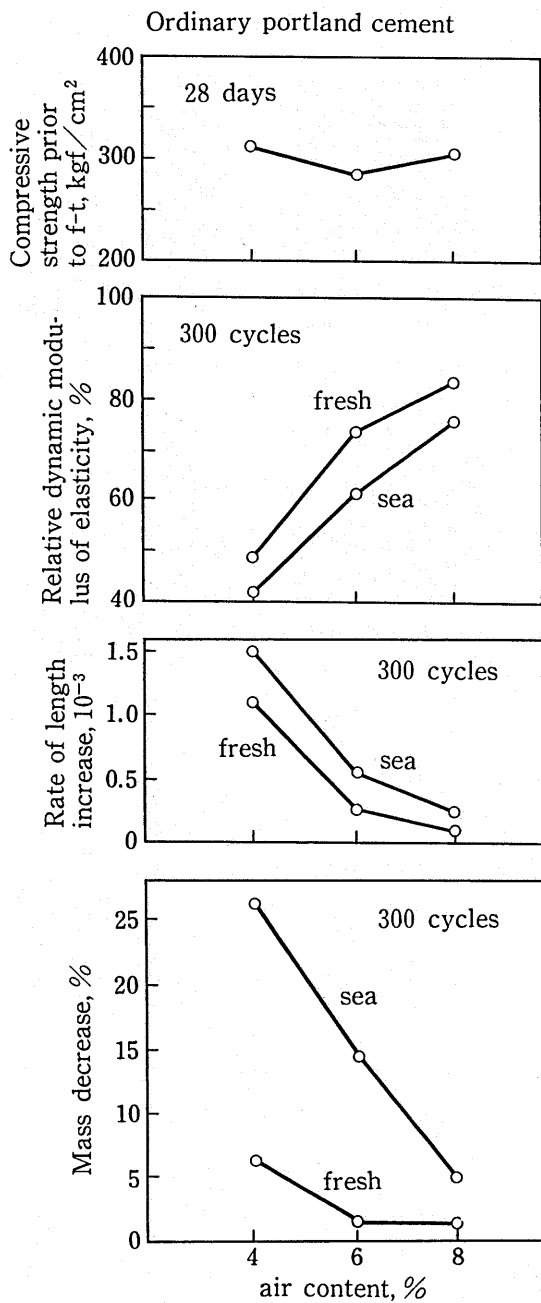 Ordinary portland cement
Compressive
strength prior
to f-t, kgf/cm²
400
300
200
28 days
Relative dynamic modu-
lus of elasticity, %
100
80
60
40
300 cycles
fresh
sea
Rate of length
increase, 10⁻³
1.5
1.0
0.5
0
300 cycles
fresh
sea
Mass decrease, %
25
20
15
10
5
0
300 cycles
sea
fresh
4 6 8
air content, %